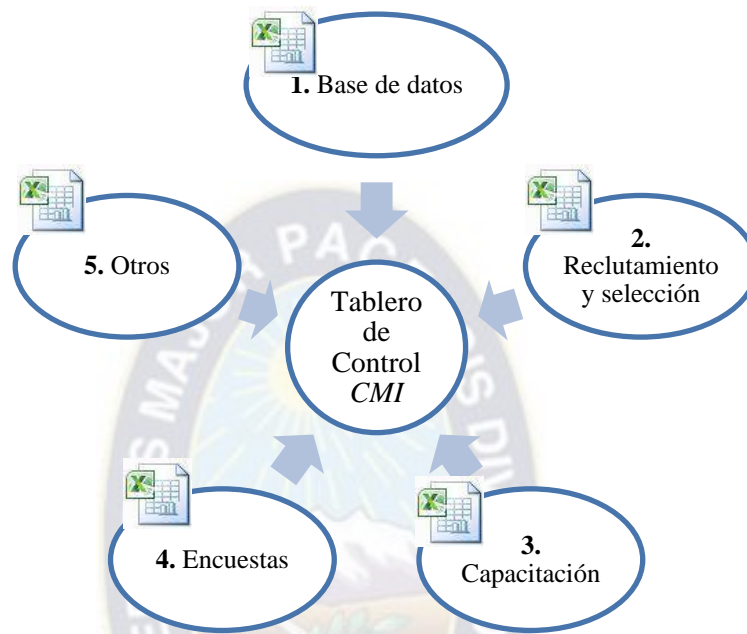 1. Base de datos
5. Otros
2.
Reclutamiento
y selección
Tablero
de
Control
CMI
4. Encuestas
3.
Capacitación